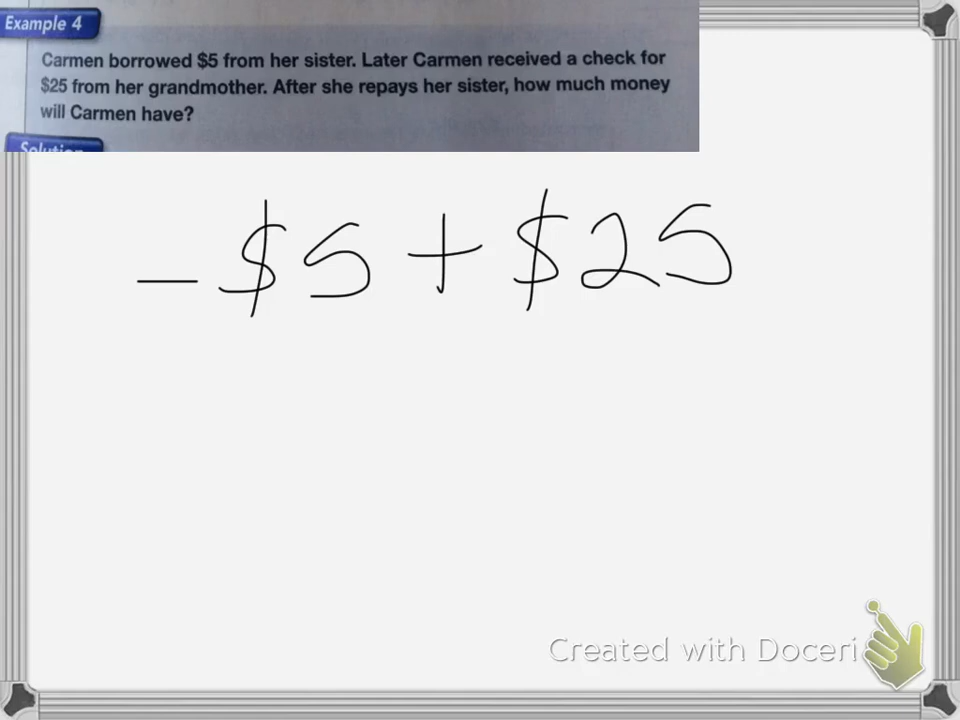 Example 4
Carmen borrowed $5 from her sister. Later Carmen received a check for
$25 from her grandmother. After she repays her sister, how much money
will Carmen have?
Solution
- $5 + $25
Created with Doceri